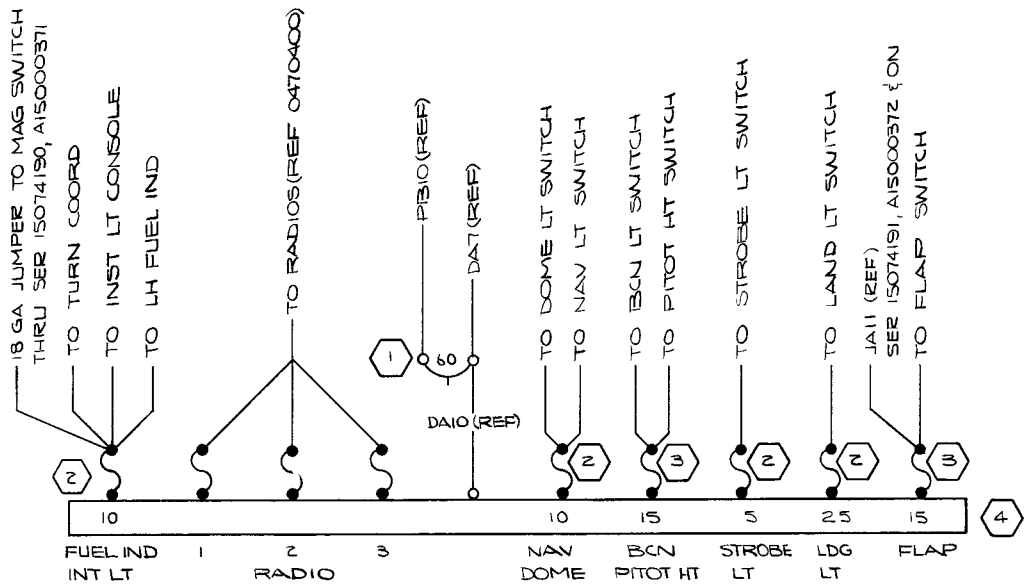 18 GA JUMPER TO MAG SWITCH
THRU SER 15074190, A15000371
TO TURN COORD
TO INST LT CONSOLE
TO LH FUEL IND
TO RADIOS (REF 0470400)
PB10 (REF)
DA7 (REF)
TO DOME LT SWITCH
TO NAV LT SWITCH
TO BCN LT SWITCH
TO PITOT HT SWITCH
TO STROBE LT SWITCH
TO LAND LT SWITCH
JA11 (REF)
SER 15074191, A15000372 & ON
TO FLAP SWITCH
1
60
DA10 (REF)
2
2
3
2
2
3
10
10
15
5
25
15
4
FUEL IND
INT LT
1
2
3
RADIO
NAV
DOME
BCN
PITOT HT
STROBE
LT
LDG
LT
FLAP